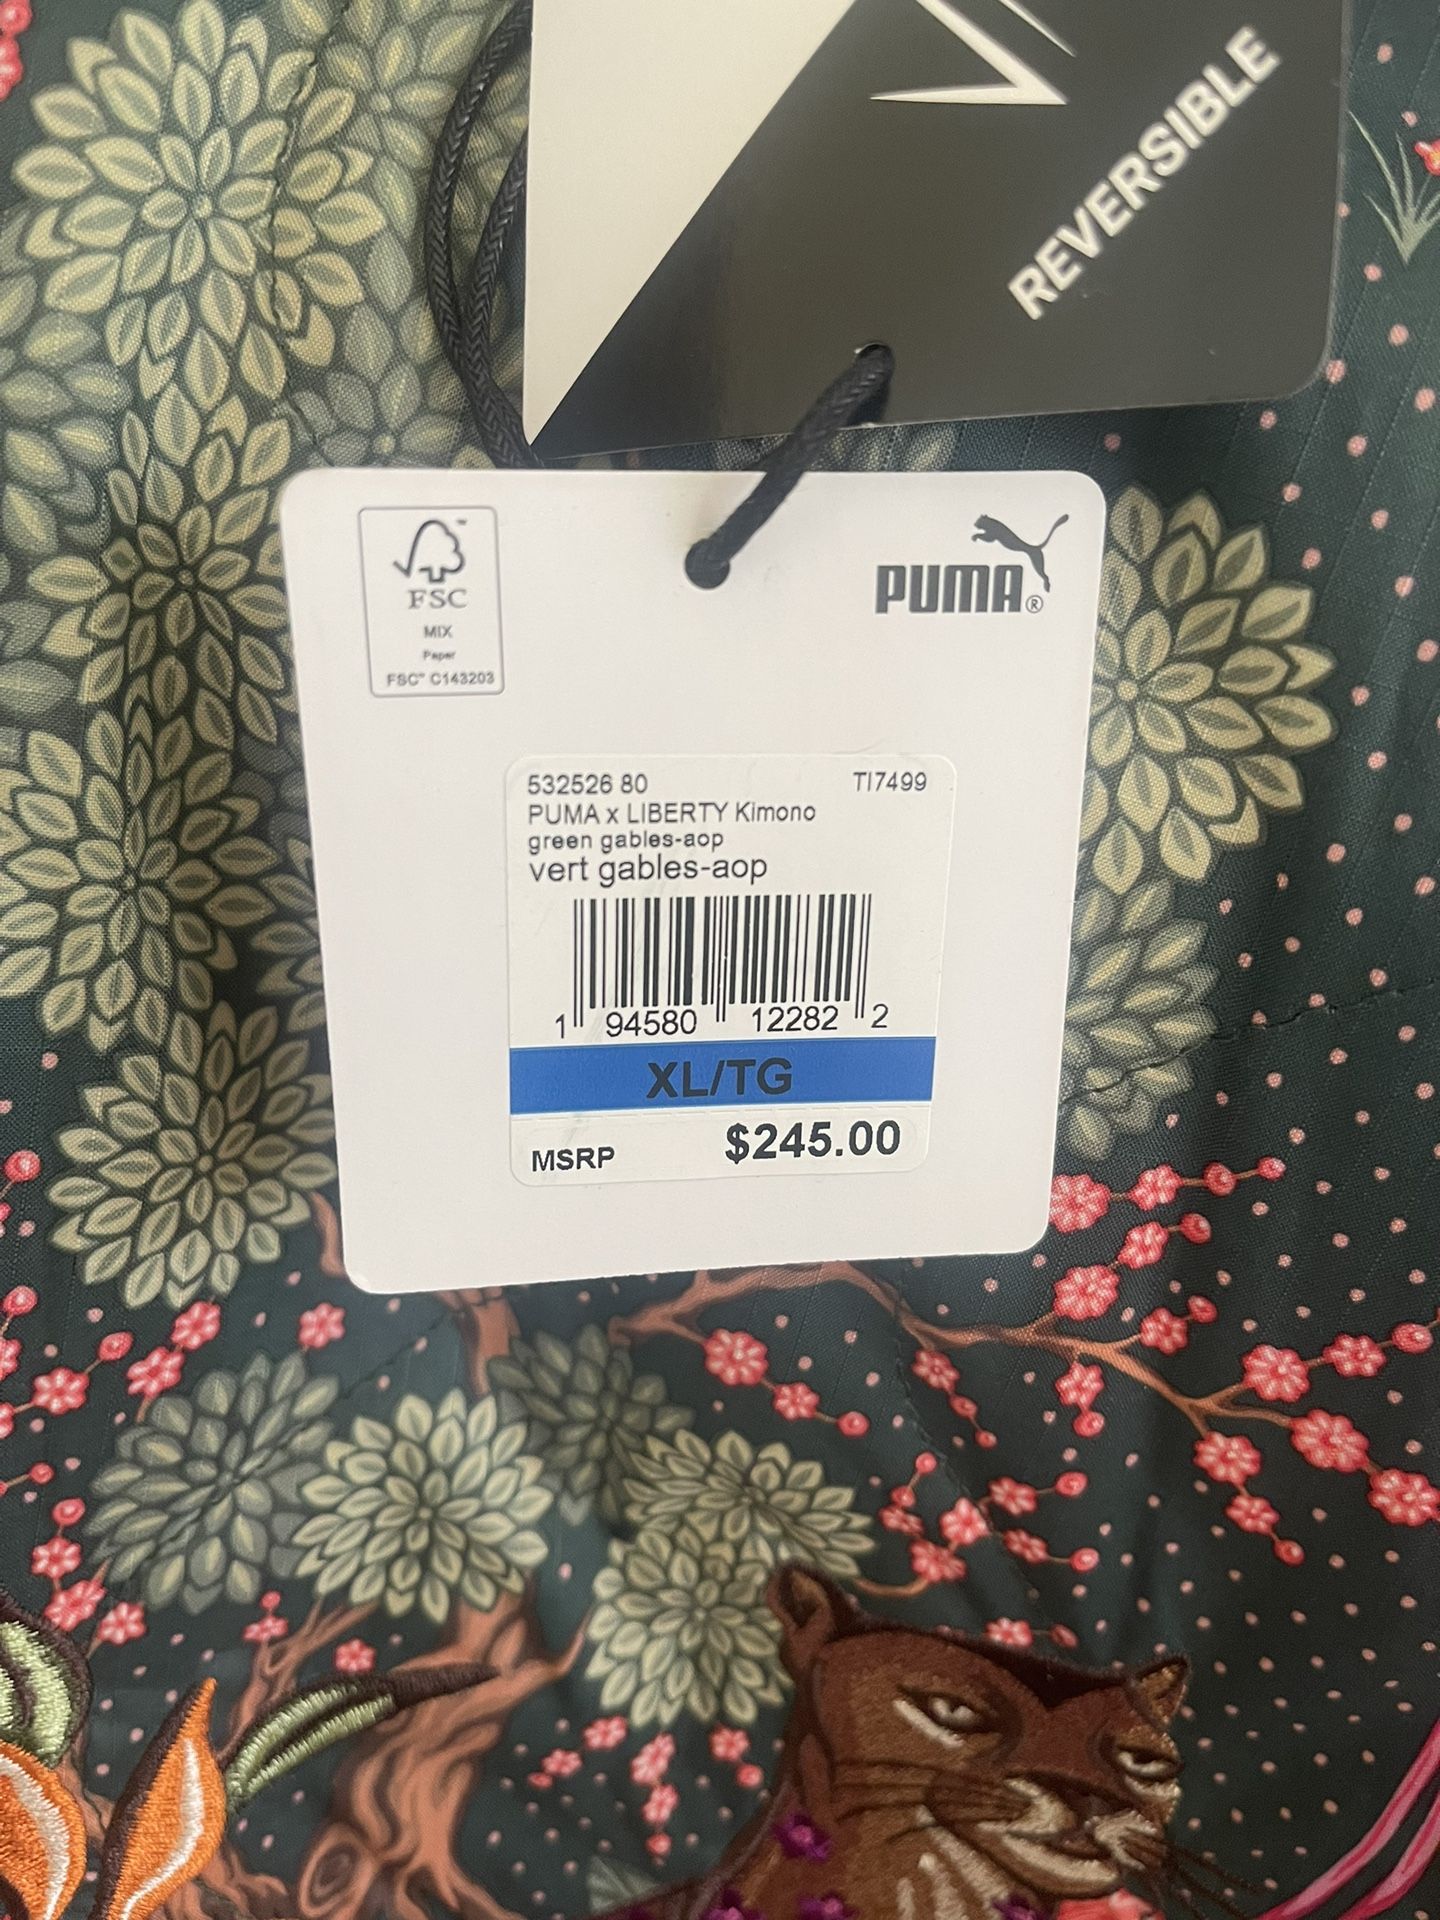 REVERSIBLE
FSC
MIX
Paper
FSC™ C143203
PUMA®
532526 80 TI7499
PUMA x LIBERTY Kimono
green gables-aop
vert gables-aop
1 94580 12282 2
XL/TG
MSRP $245.00